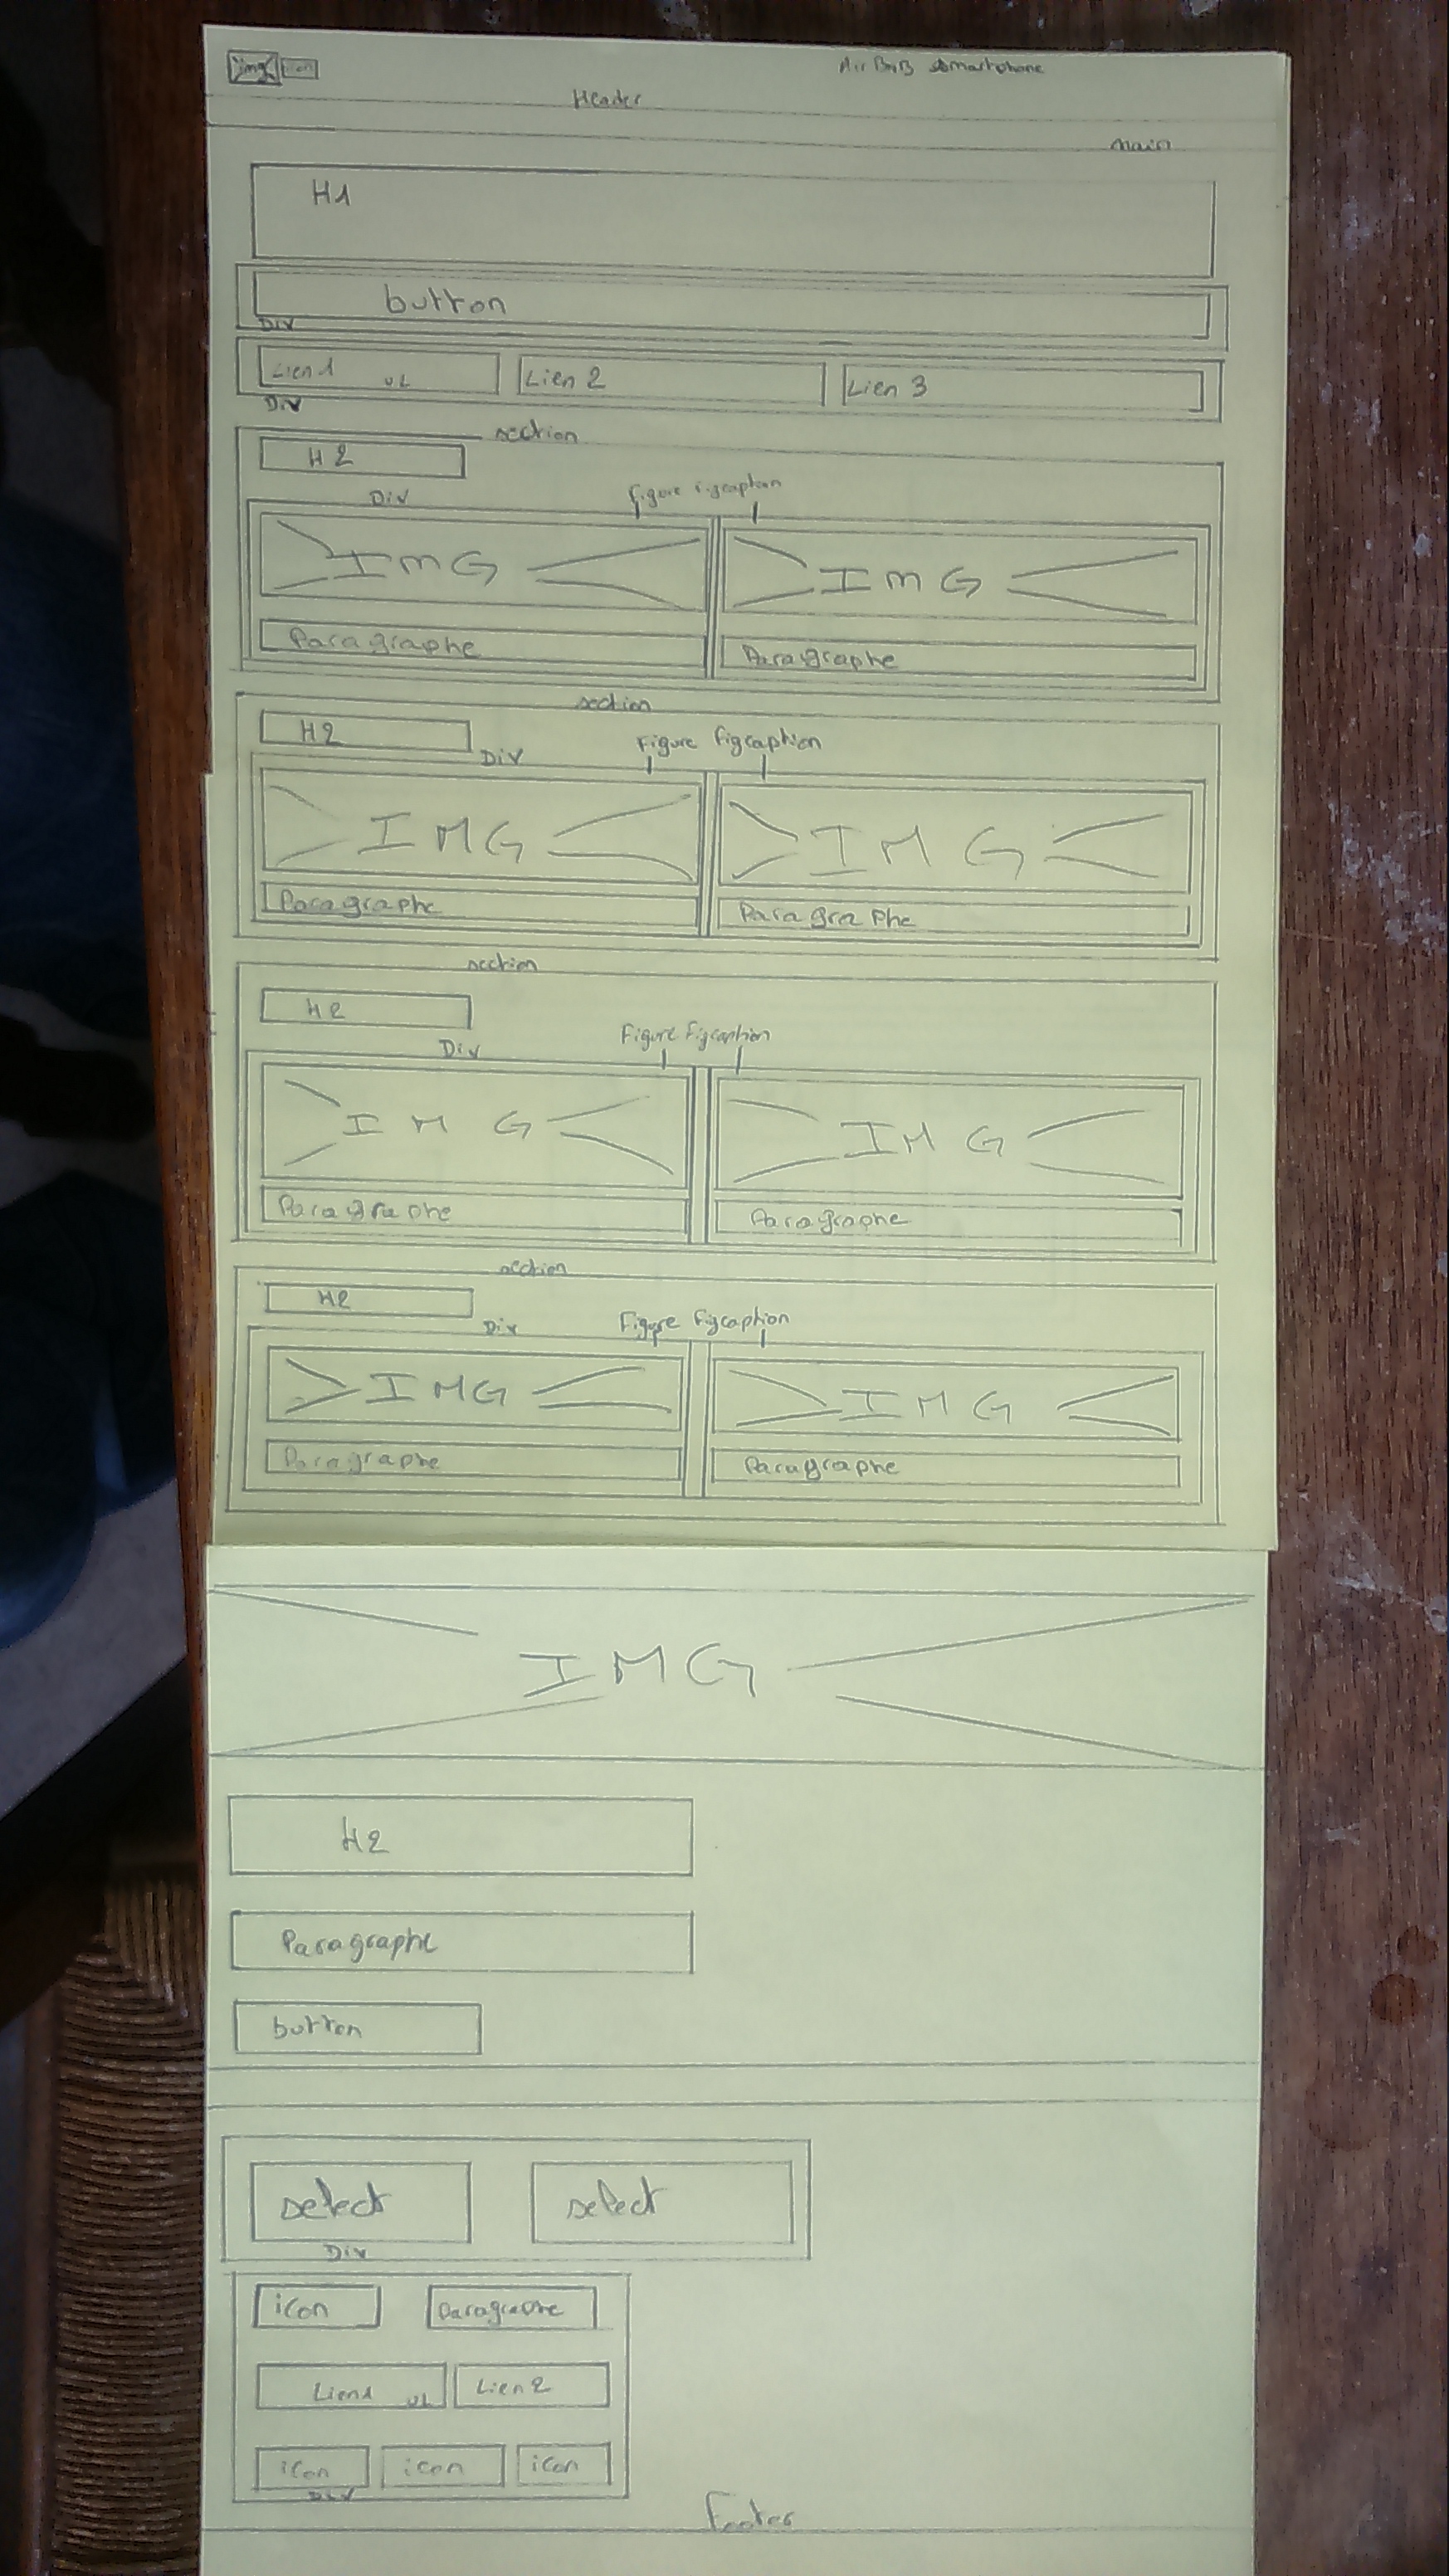 img icon AirBnB smartphone
Header
main
H1
button
Div
Lien 1 UL Lien 2 Lien 3
Div
section
H2
Div Figure figcaption
ImG ImG
Paragraphe Paragraphe
section
H2
Div Figure figcaption
IMG IMG
Paragraphe Paragraphe
section
H2
Div Figure Figcaption
IMG IMG
Paragraphe Paragraphe
section
H2
Div Figure Figcaption
IMG IMG
Paragraphe Paragraphe
IMG
H2
Paragraphe
button
select select
Div
icon Paragraphe
Lien 1 UL Lien 2
icon icon icon
Div
Footer